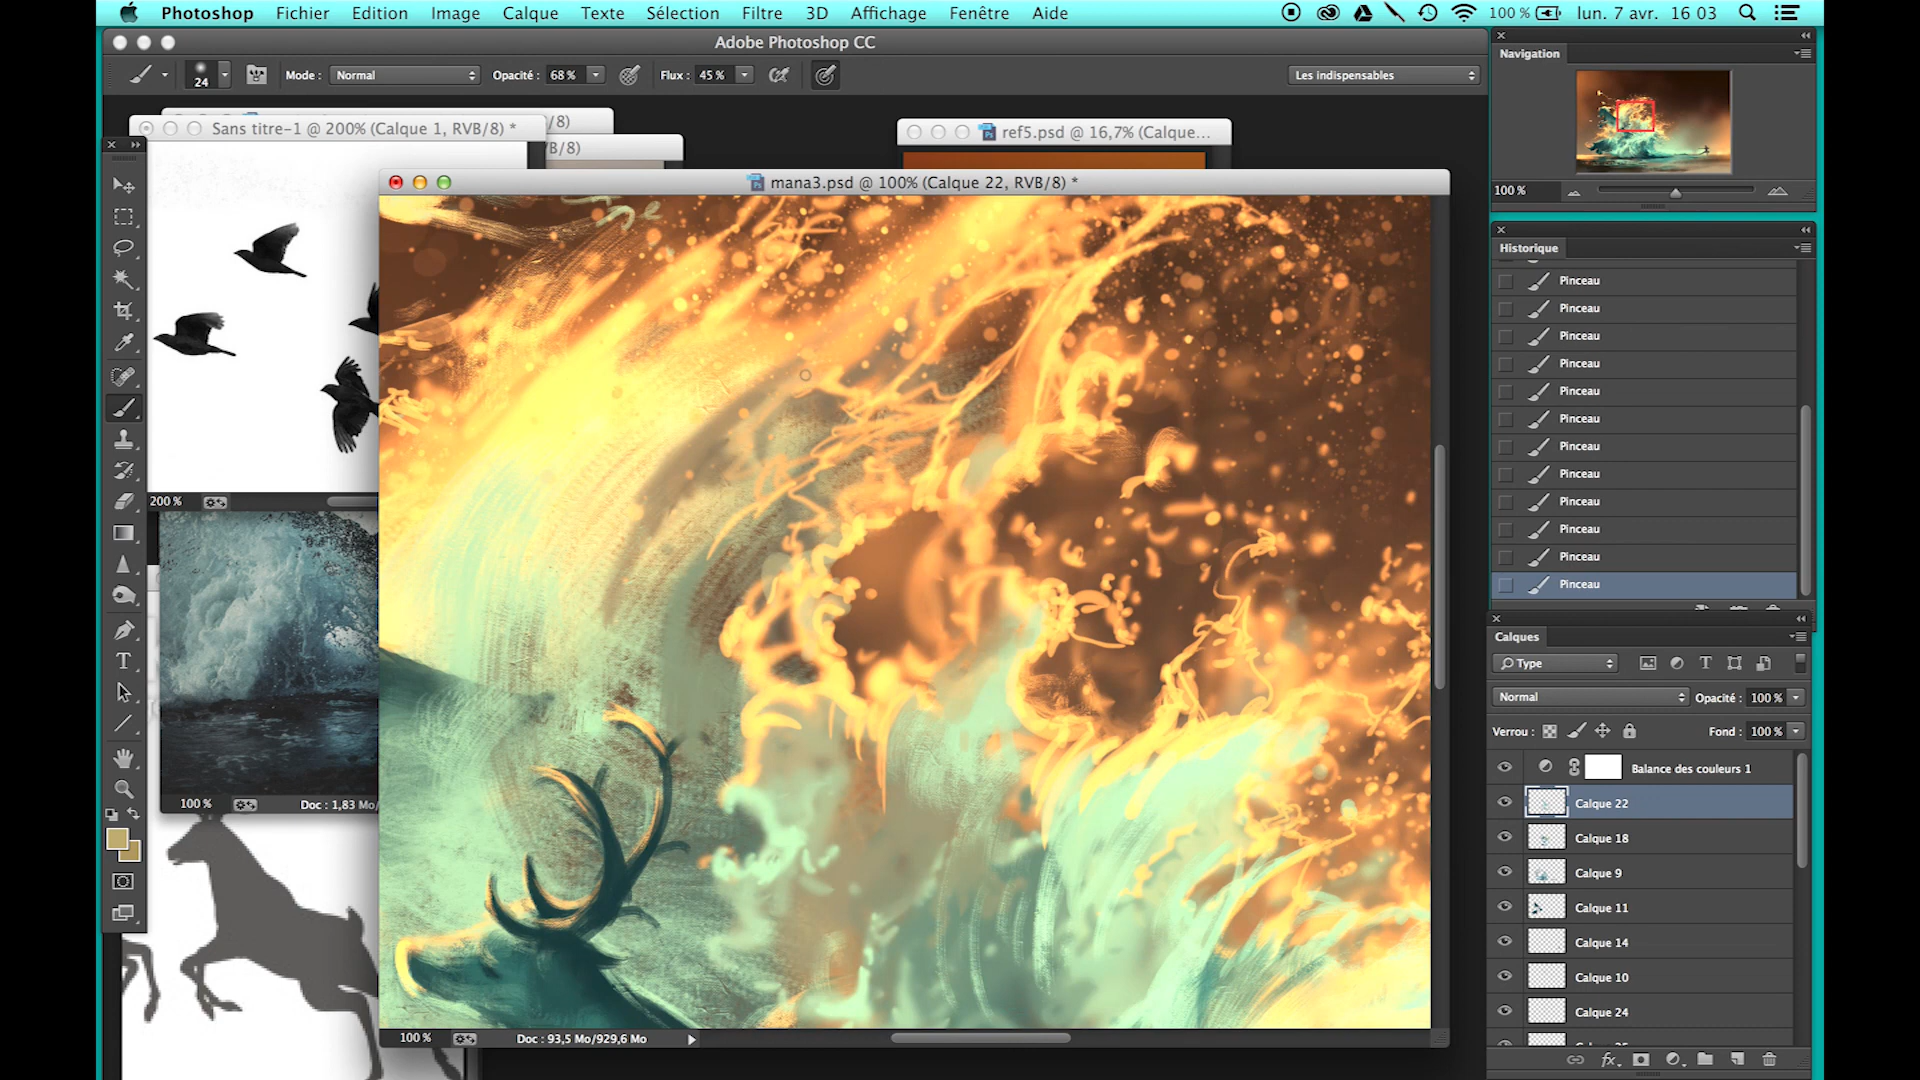 Photoshop Fichier Edition Image Calque Texte Sélection Filtre 3D Affichage Fenêtre Aide 100 % lun. 7 avr. 16 03
Adobe Photoshop CC
24 Mode : Normal Opacité : 68 % Flux : 45 % Les indispensables
/8)
Sans titre-1 @ 200% (Calque 1, RVB/8) *
/B/8)
ref5.psd @ 16,7% (Calque...
mana3.psd @ 100% (Calque 22, RVB/8) *
200 %
100 % Doc : 1,83 Mo/
T
100 % Doc : 93,5 Mo/929,6 Mo
Navigation
100 %
Historique
Pinceau
Pinceau
Pinceau
Pinceau
Pinceau
Pinceau
Pinceau
Pinceau
Pinceau
Pinceau
Pinceau
Pinceau
Calques
Type T
Normal Opacité : 100 %
Verrou : Fond : 100 %
Balance des couleurs 1
Calque 22
Calque 18
Calque 9
Calque 11
Calque 14
Calque 10
Calque 24
fx